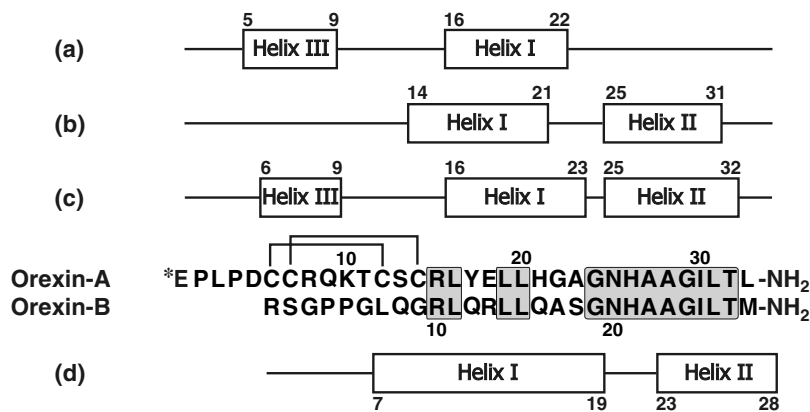 5 9 16 22
(a) Helix III Helix I
14 21 25 31
(b) Helix I Helix II
6 9 16 23 25 32
(c) Helix III Helix I Helix II
10 20 30
Orexin-A *EPLPDCCRQKTCSCRLYELLHGAGNHAAGILTL-NH2
Orexin-B RSGPPGLQGRLQRLLQASGNHAAGILTM-NH2
10 20
(d) Helix I Helix II
7 19 23 28